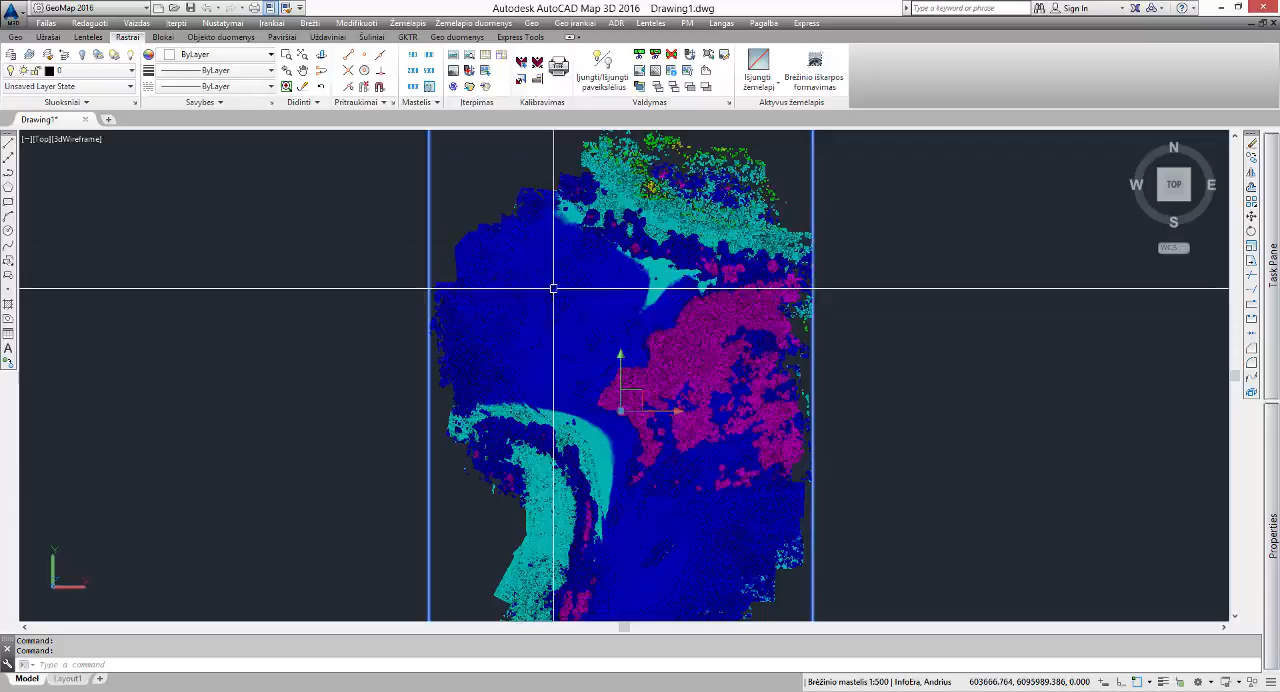 GeoMap 2016
Autodesk AutoCAD Map 3D 2016 Drawing1.dwg
Type a keyword or phrase
Sign In
Failas Redaguoti Vaizdas Įterpti Nustatymai Įrankiai Brėžti Modifikuoti Žemėlapis Žemėlapio duomenys Geo Geo įrankiai ADR Lentelės PM Langas Pagalba Express
Geo Užrašai Lentelės Rastrai Blokai Objekto duomenys Paviršiai Uždaviniai Šuliniai GKTR Geo duomenys Express Tools
ByLayer
0
ByLayer
Unsaved Layer State
ByLayer
Įjungti/Išjungti
paveikslėlius
Išjungti
žemėlapį
Brėžinio iškarpos
formavimas
Sluoksniai Savybės Didinti Pritraukimai Mastelis Įterpimas Kalibravimas Valdymas Aktyvus žemėlapis
Drawing1*
[−][Top][3dWireframe]
N
W TOP E
S
WCS
Task Pane
Properties
Y
X
Command:
Command:
Type a command
Model Layout1
Brėžinio mastelis 1:500 | InfoEra, Andrius 603666.764, 6095989.386, 0.000